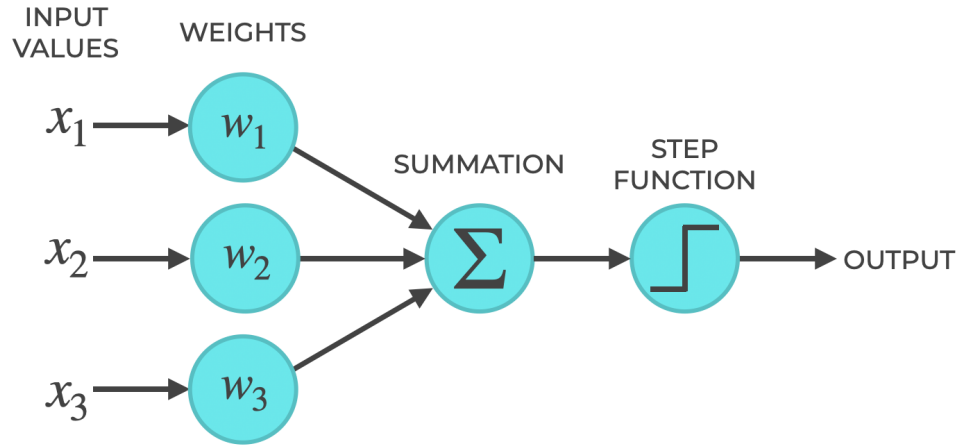 INPUT
VALUES
WEIGHTS
x₁
w₁
SUMMATION
STEP
FUNCTION
x₂
w₂
Σ
OUTPUT
x₃
w₃